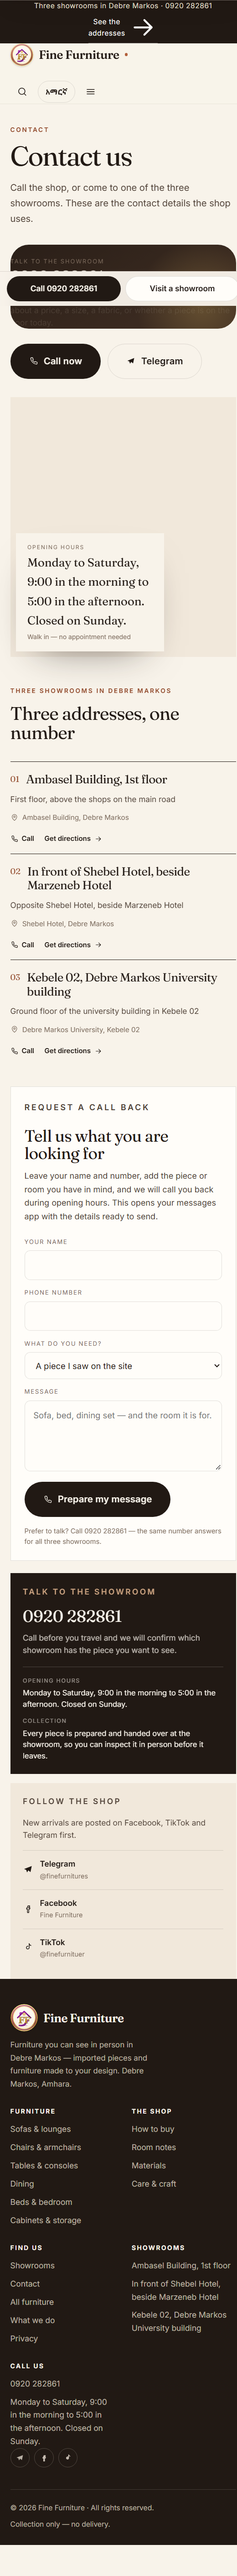 Three showrooms in Debre Markos · 0920 282861
See the
addresses
Fine Furniture
አማርኛ
CONTACT
Contact us
Call the shop, or come to one of the three
showrooms. These are the contact details the shop
uses.
TALK TO THE SHOWROOM
Call 0920 282861
Visit a showroom
Call now
Telegram
OPENING HOURS
Monday to Saturday,
9:00 in the morning to
5:00 in the afternoon.
Closed on Sunday.
Walk in — no appointment needed
THREE SHOWROOMS IN DEBRE MARKOS
Three addresses, one
number
01 Ambasel Building, 1st floor
First floor, above the shops on the main road
Ambasel Building, Debre Markos
Call Get directions →
02 In front of Shebel Hotel, beside
Marzeneb Hotel
Opposite Shebel Hotel, beside Marzeneb Hotel
Shebel Hotel, Debre Markos
Call Get directions →
03 Kebele 02, Debre Markos University
building
Ground floor of the university building in Kebele 02
Debre Markos University, Kebele 02
Call Get directions →
REQUEST A CALL BACK
Tell us what you are
looking for
Leave your name and number, add the piece or
room you have in mind, and we will call you back
during opening hours. This opens your messages
app with the details ready to send.
YOUR NAME
PHONE NUMBER
WHAT DO YOU NEED?
A piece I saw on the site
MESSAGE
Sofa, bed, dining set — and the room it is for.
Prepare my message
Prefer to talk? Call 0920 282861 — the same number answers
for all three showrooms.
TALK TO THE SHOWROOM
0920 282861
Call before you travel and we will confirm which
showroom has the piece you want to see.
OPENING HOURS
Monday to Saturday, 9:00 in the morning to 5:00 in the
afternoon. Closed on Sunday.
COLLECTION
Every piece is prepared and handed over at the
showroom, so you can inspect it in person before it
leaves.
FOLLOW THE SHOP
New arrivals are posted on Facebook, TikTok and
Telegram first.
Telegram
@finefurnitures
Facebook
Fine Furniture
TikTok
@finefurnituer
Fine Furniture
Furniture you can see in person in
Debre Markos — imported pieces and
furniture made to your design. Debre
Markos, Amhara.
FURNITURE
Sofas & lounges
Chairs & armchairs
Tables & consoles
Dining
Beds & bedroom
Cabinets & storage
THE SHOP
How to buy
Room notes
Materials
Care & craft
FIND US
Showrooms
Contact
All furniture
What we do
Privacy
SHOWROOMS
Ambasel Building, 1st floor
In front of Shebel Hotel,
beside Marzeneb Hotel
Kebele 02, Debre Markos
University building
CALL US
0920 282861
Monday to Saturday, 9:00
in the morning to 5:00 in
the afternoon. Closed on
Sunday.
© 2026 Fine Furniture · All rights reserved.
Collection only — no delivery.